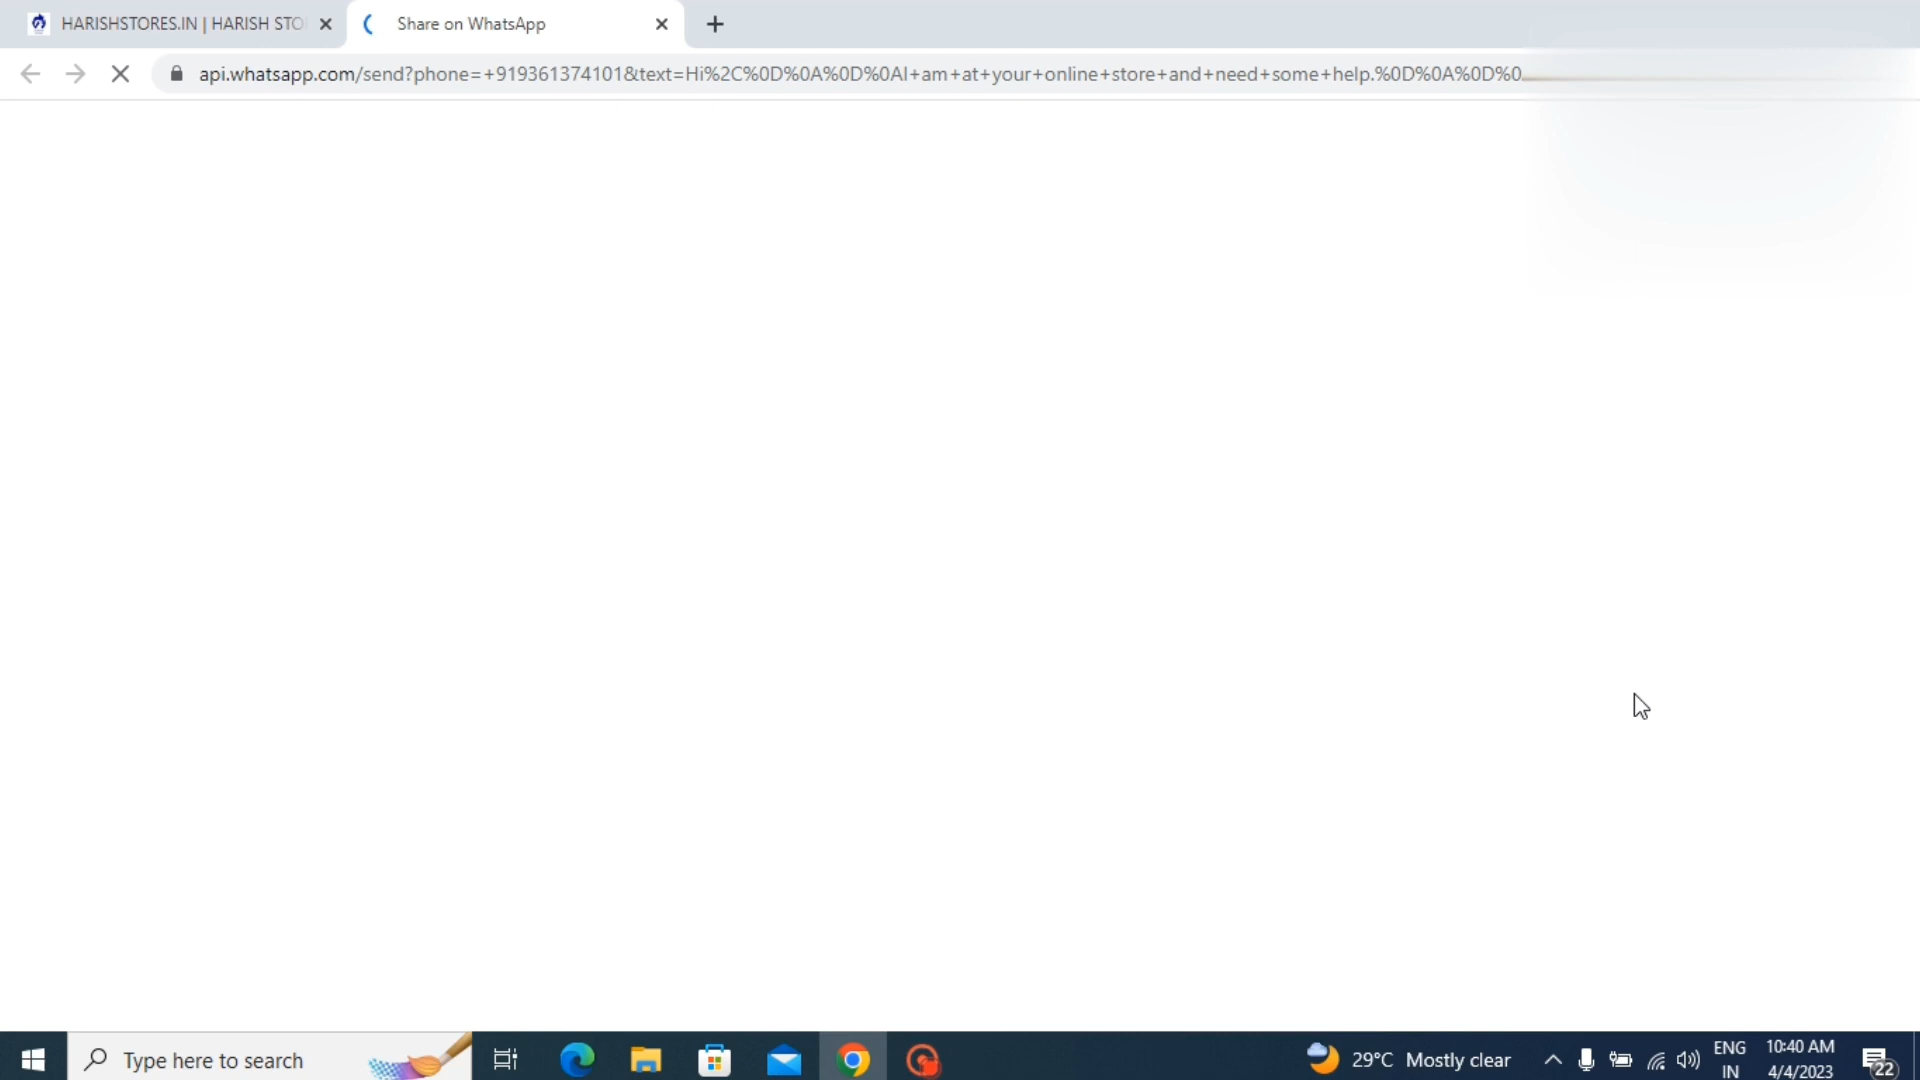 HARISHSTORES.IN | HARISH STO
Share on WhatsApp
api.whatsapp.com/send?phone=+919361374101&text=Hi%2C%0D%0A%0D%0AI+am+at+your+online+store+and+need+some+help.%0D%0A%0D%0
Type here to search
29°C Mostly clear
ENG
IN
10:40 AM
4/4/2023
22